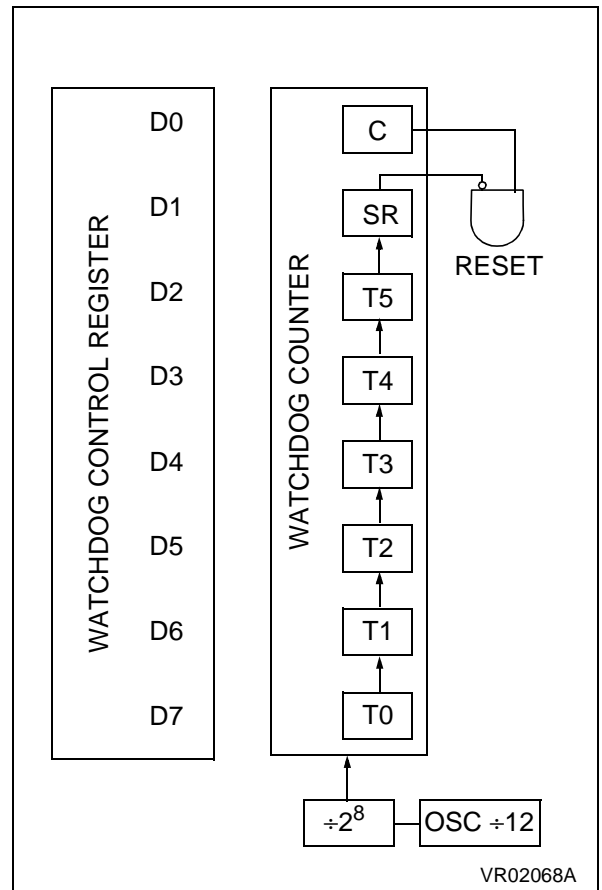 WATCHDOG CONTROL REGISTER
D0
D1
D2
D3
D4
D5
D6
D7
WATCHDOG COUNTER
C
SR
T5
T4
T3
T2
T1
T0
RESET
÷2⁸
OSC ÷12
VR02068A